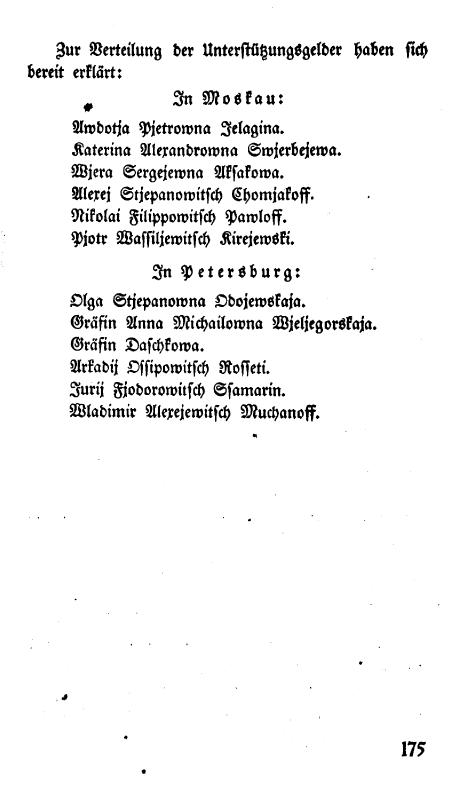 Zur Verteilung der Unterstützungsgelder haben sich
bereit erklärt:
In Moskau:
Awdotja Pjetrowna Jelagina.
Katerina Alexandrowna Swjerbejewa.
Wjera Sergejewna Aksakowa.
Alexej Stjepanowitsch Chomjakoff.
Nikolai Filippowitsch Pawloff.
Pjotr Wassiljewitsch Kirejewski.
In Petersburg:
Olga Stjepanowna Odojewskaja.
Gräfin Anna Michailowna Wjeljegorskaja.
Gräfin Daschkowa.
Arkadij Ossipowitsch Rosseti.
Jurij Fjodorowitsch Ssamarin.
Wladimir Alexejewitsch Muchanoff.
175